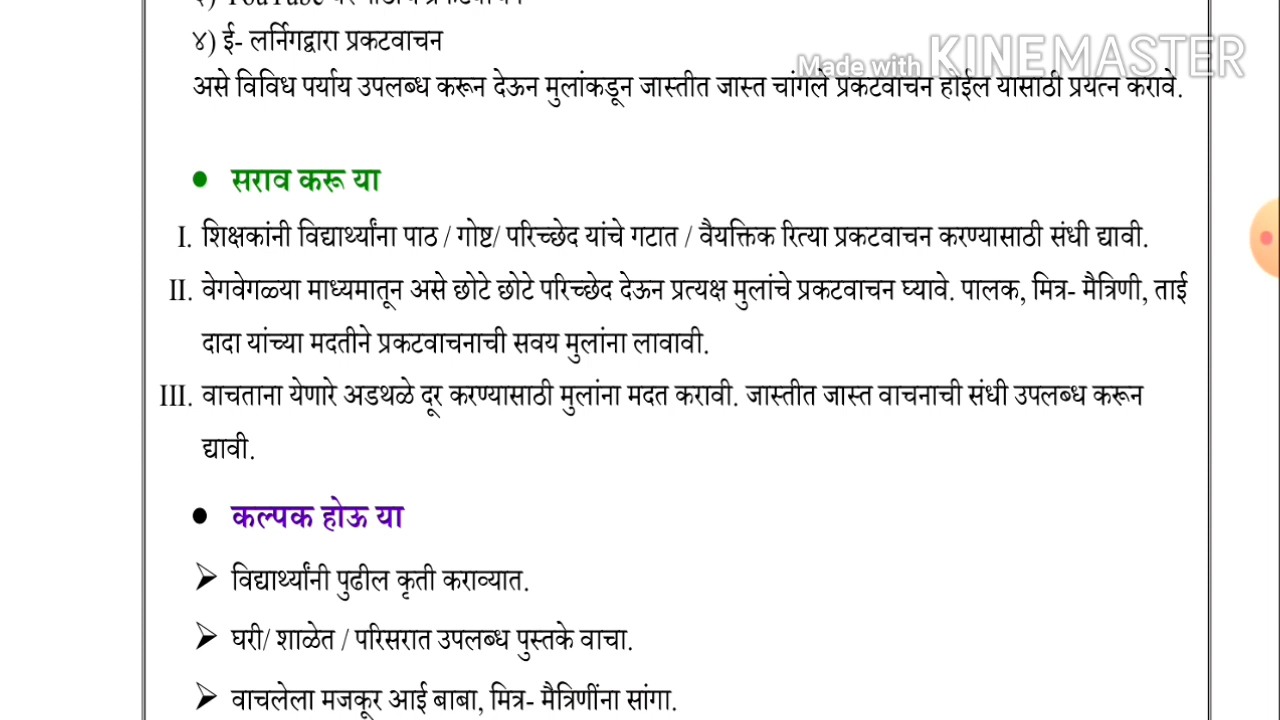 YouTube
४) ई- लर्निगद्वारा प्रकटवाचन
Made with KINEMASTER
असे विविध पर्याय उपलब्ध करून देऊन मुलांकडून जास्तीत जास्त चांगले प्रकटवाचन होईल यासाठी प्रयत्न करावे.
• सराव करू या
I. शिक्षकांनी विद्यार्थ्यांना पाठ / गोष्ट/ परिच्छेद यांचे गटात / वैयक्तिक रित्या प्रकटवाचन करण्यासाठी संधी द्यावी.
II. वेगवेगळ्या माध्यमातून असे छोटे छोटे परिच्छेद देऊन प्रत्यक्ष मुलांचे प्रकटवाचन घ्यावे. पालक, मित्र- मैत्रिणी, ताई
दादा यांच्या मदतीने प्रकटवाचनाची सवय मुलांना लावावी.
III. वाचताना येणारे अडथळे दूर करण्यासाठी मुलांना मदत करावी. जास्तीत जास्त वाचनाची संधी उपलब्ध करून
द्यावी.
• कल्पक होऊ या
➢ विद्यार्थ्यांनी पुढील कृती कराव्यात.
➢ घरी/ शाळेत / परिसरात उपलब्ध पुस्तके वाचा.
➢ वाचलेला मजकूर आई बाबा, मित्र- मैत्रिणींना सांगा.